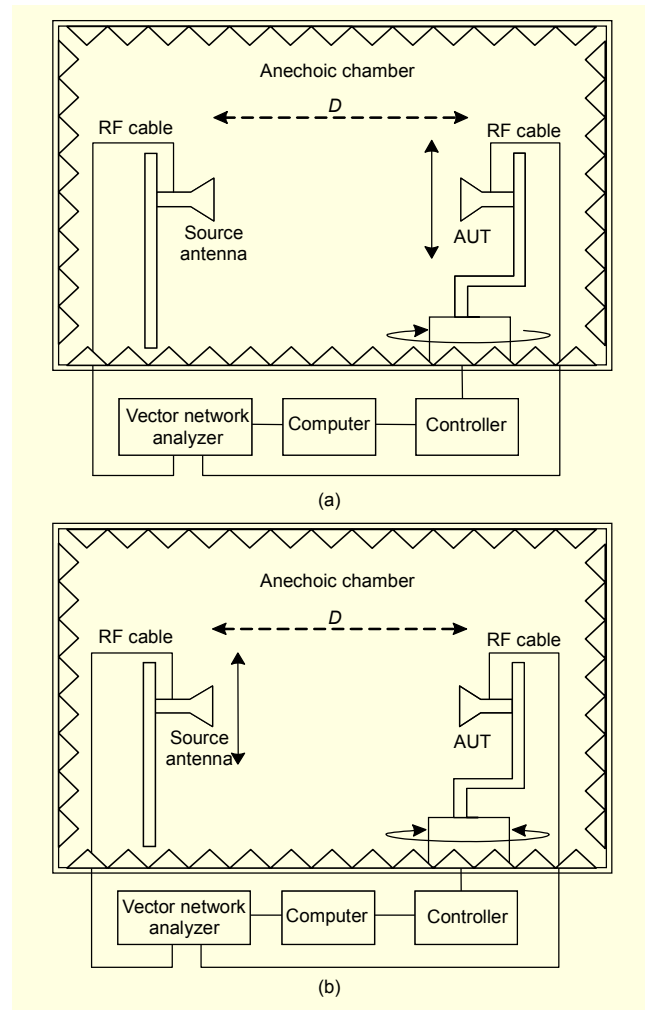 Anechoic chamber
D
RF cable
RF cable
Source
antenna
AUT
Vector network
analyzer
Computer
Controller
(a)
Anechoic chamber
D
RF cable
RF cable
Source
antenna
AUT
Vector network
analyzer
Computer
Controller
(b)